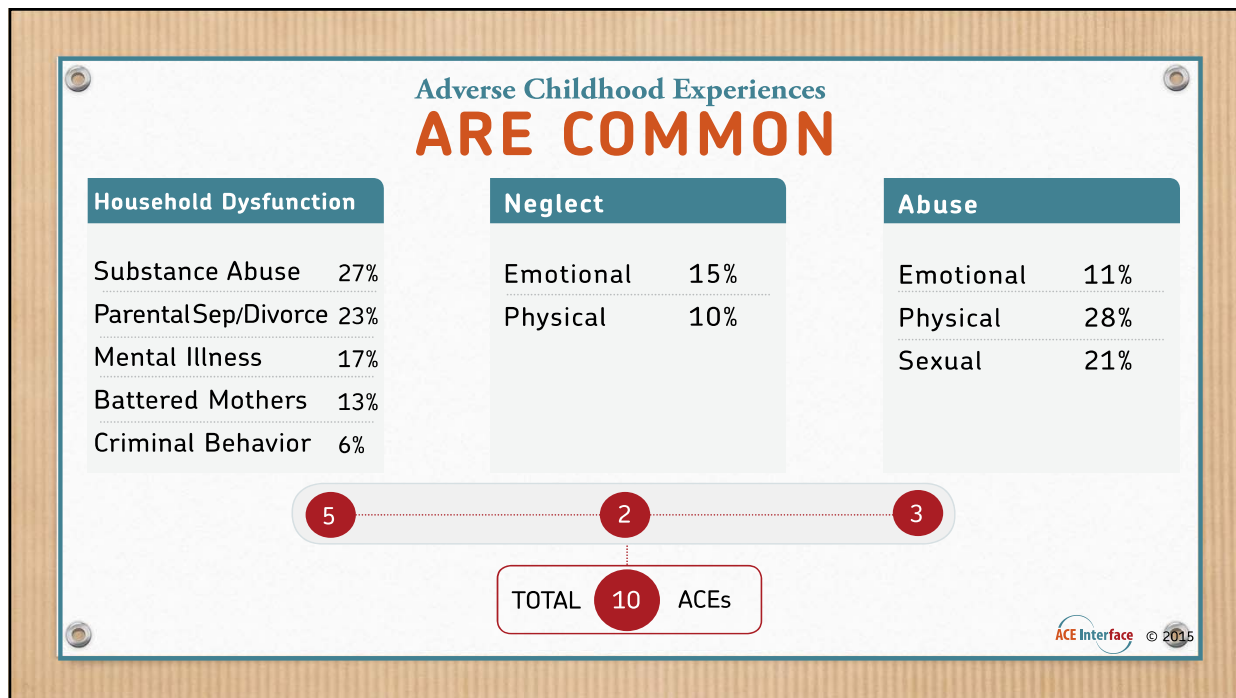 Adverse Childhood Experiences
ARE COMMON
Household Dysfunction
Substance Abuse 27%
ParentalSep/Divorce 23%
Mental Illness 17%
Battered Mothers 13%
Criminal Behavior 6%
Neglect
Emotional 15%
Physical 10%
Abuse
Emotional 11%
Physical 28%
Sexual 21%
5 2 3
TOTAL 10 ACEs
ACE Interface © 2015